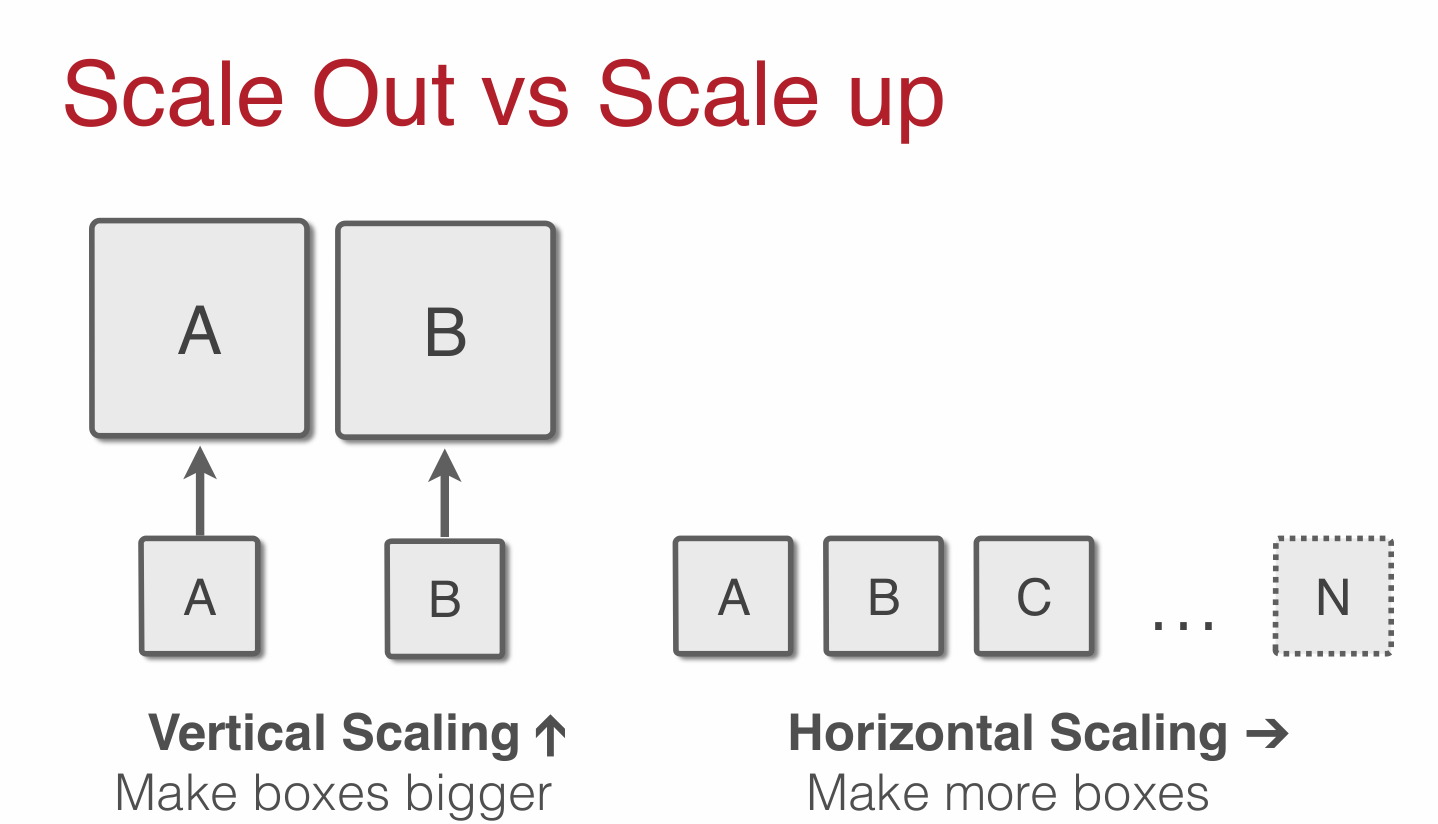 Scale Out vs Scale up
A
B
A
B
A
B
C
...
N
Vertical Scaling ↑
Make boxes bigger
Horizontal Scaling →
Make more boxes